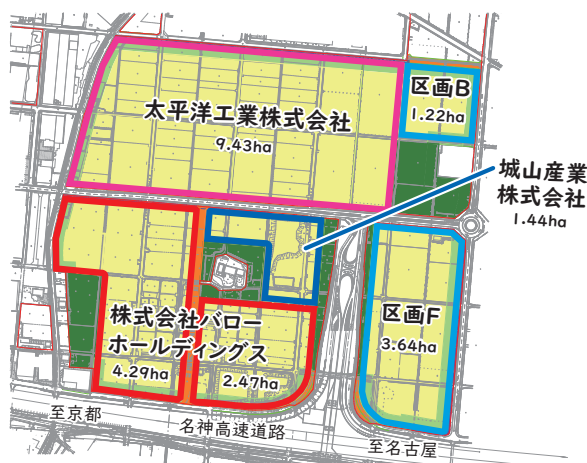 太平洋工業株式会社
9.43ha
区画B
1.22ha
城山産業
株式会社
1.44ha
株式会社バロー
ホールディングス
4.29ha
2.47ha
区画F
3.64ha
至京都
名神高速道路
至名古屋